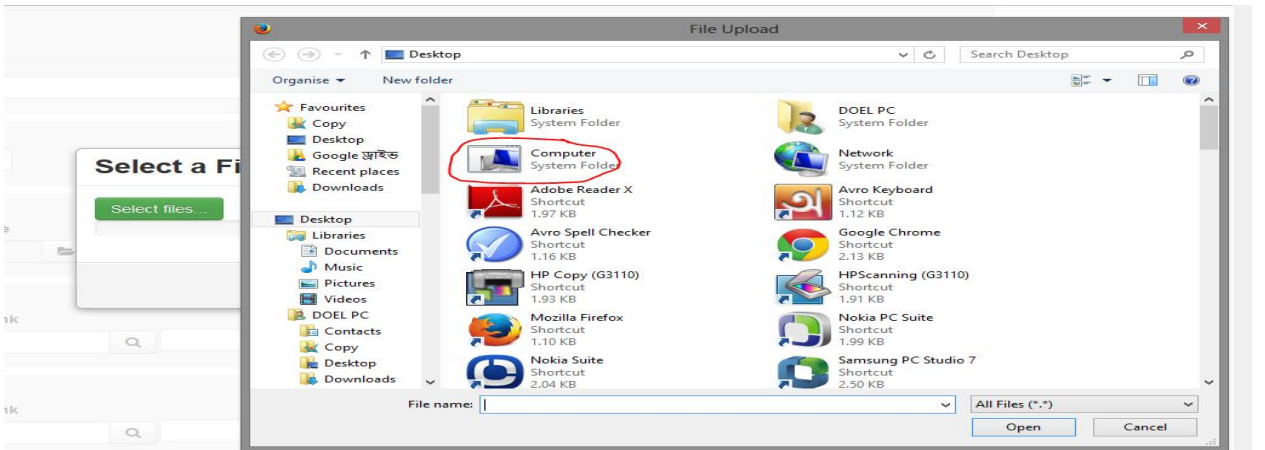 File Upload
Desktop
Search Desktop
Organise
New folder
Favourites
Copy
Desktop
Google ড্রাইভ
Recent places
Downloads
Desktop
Libraries
Documents
Music
Pictures
Videos
DOEL PC
Contacts
Copy
Desktop
Downloads
Libraries
System Folder
DOEL PC
System Folder
Computer
System Folder
Network
System Folder
Adobe Reader X
Shortcut
1.97 KB
Avro Keyboard
Shortcut
1.12 KB
Avro Spell Checker
Shortcut
1.16 KB
Google Chrome
Shortcut
2.13 KB
HP Copy (G3110)
Shortcut
1.93 KB
HPScanning (G3110)
Shortcut
1.91 KB
Mozilla Firefox
Shortcut
1.10 KB
Nokia PC Suite
Shortcut
1.99 KB
Nokia Suite
Shortcut
2.04 KB
Samsung PC Studio 7
Shortcut
2.50 KB
File name:
All Files (*.*)
Open
Cancel
Select a Fi
Select files...